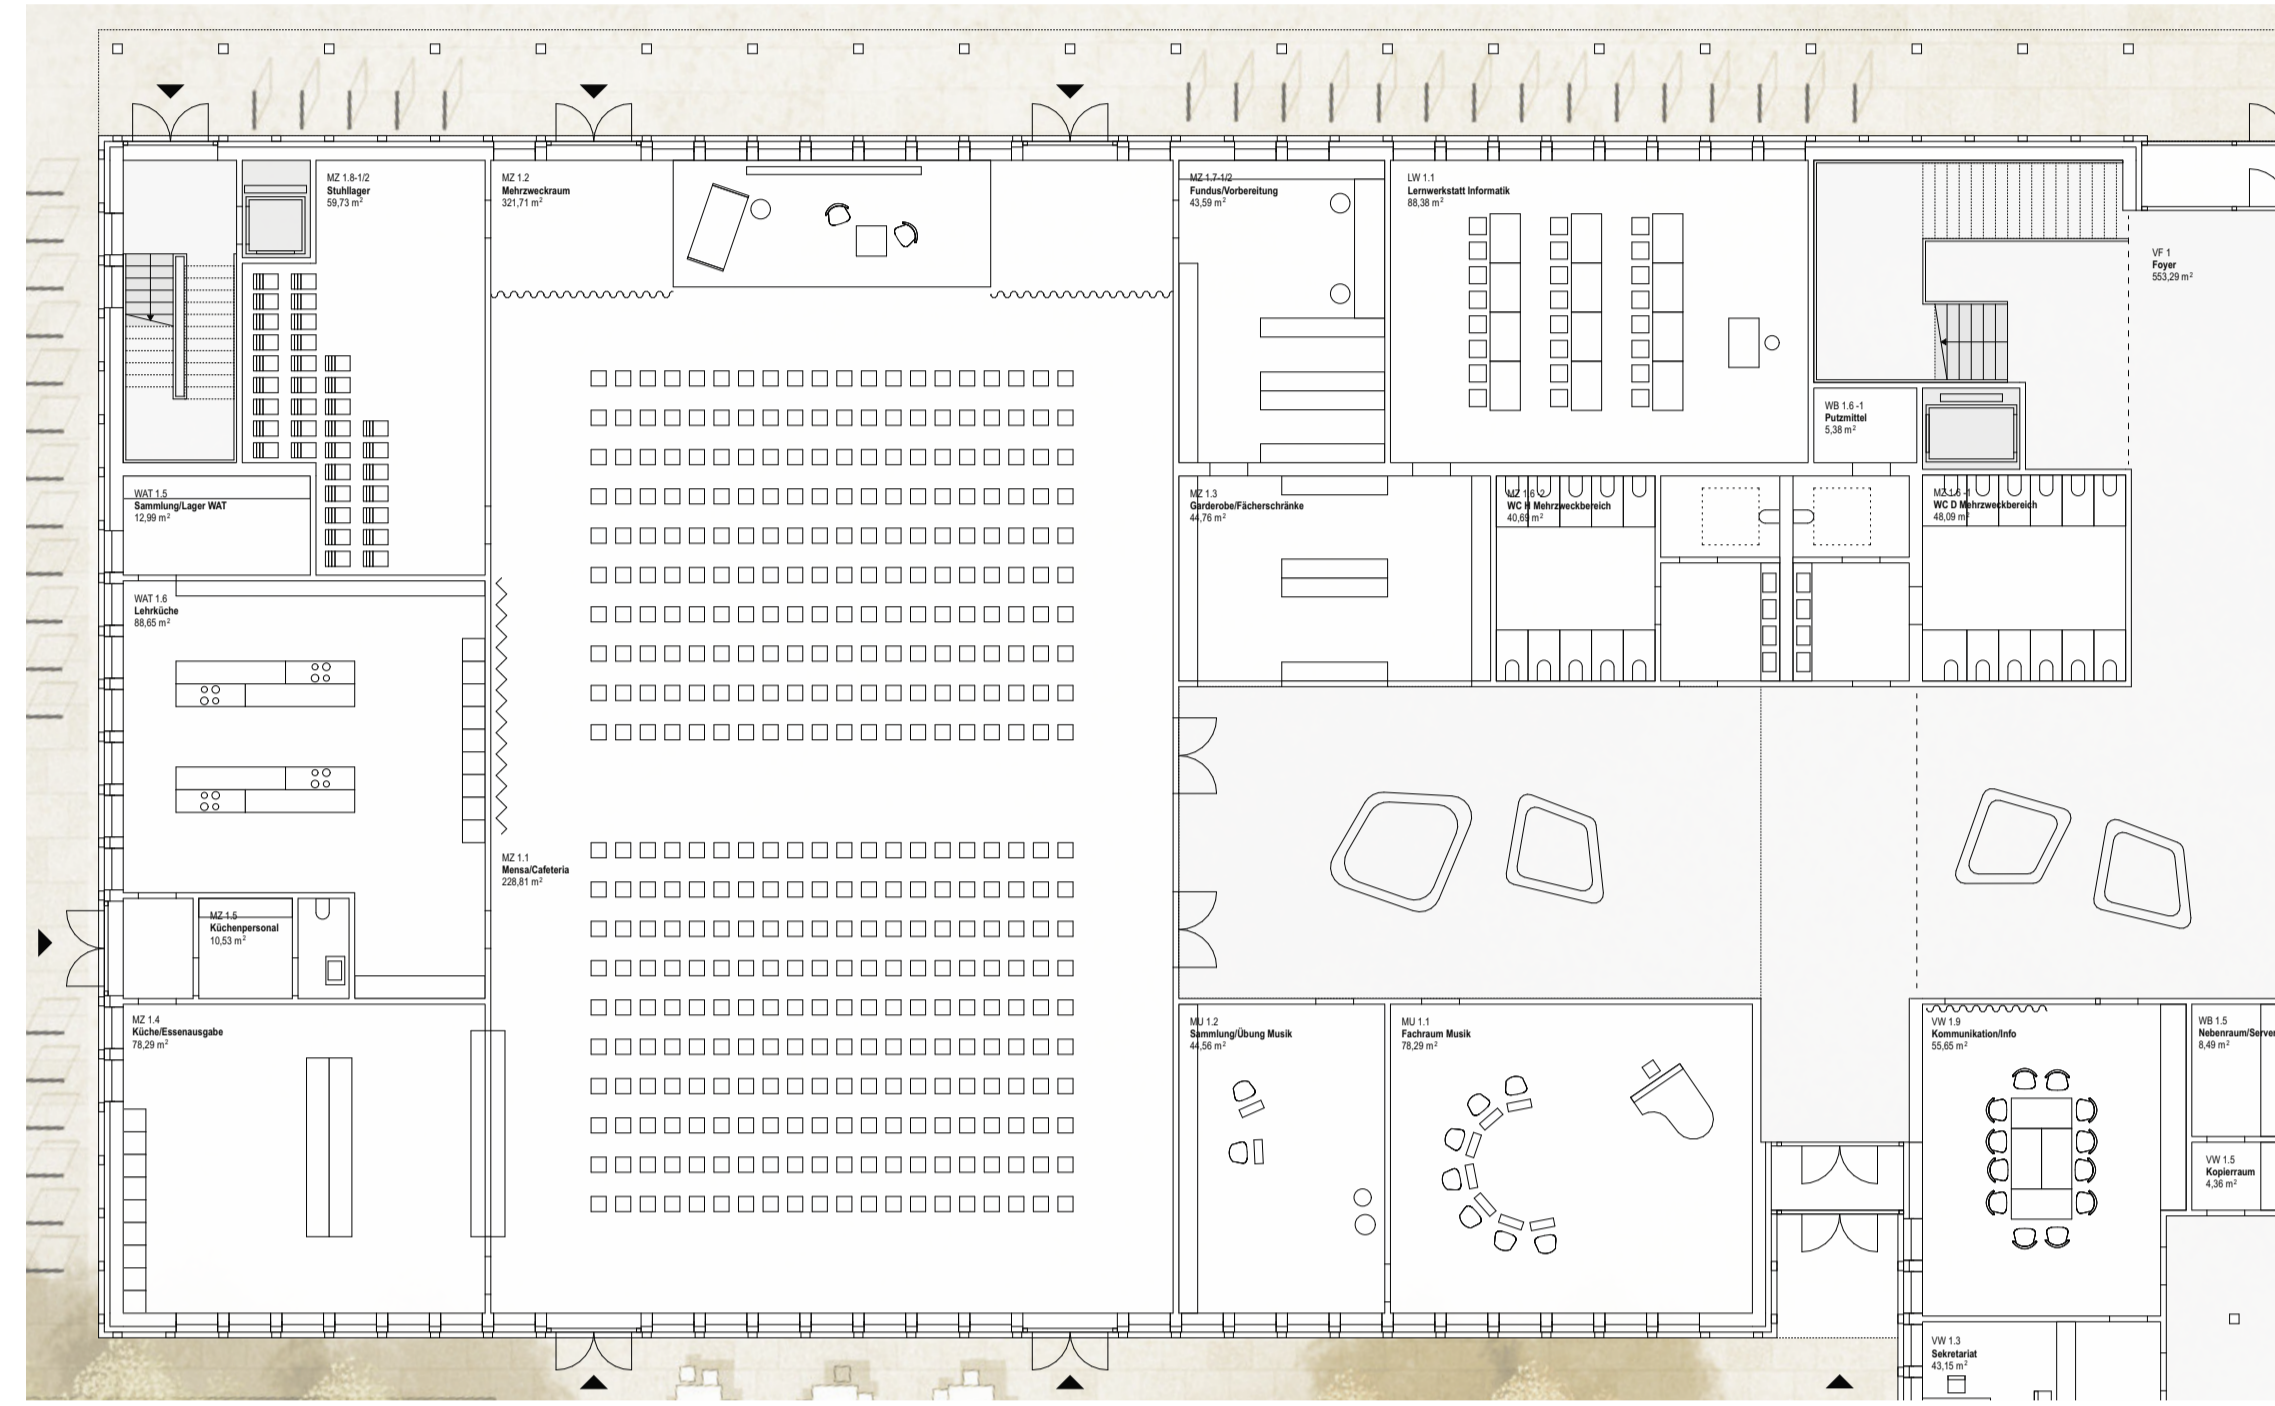 MZ 1.8-1/2
Stuhllager
59,73 m²
MZ 1.2
Mehrzweckraum
321,71 m²
MZ 1.7-1/2
Fundus/Vorbereitung
43,59 m²
LW 1.1
Lernwerkstatt Informatik
88,38 m²
VF 1
Foyer
553,29 m²
WB 1.6 -1
Putzmittel
5,38 m²
WAT 1.5
Sammlung/Lager WAT
12,99 m²
MZ 1.3
Garderobe/Fächerschränke
44,76 m²
MZ 1.6 -2
WC H Mehrzweckbereich
40,69 m²
MZ 1.6 -1
WC D Mehrzweckbereich
48,09 m²
WAT 1.6
Lehrküche
88,65 m²
MZ 1.1
Mensa/Cafeteria
228,81 m²
MZ 1.5
Küchenpersonal
10,53 m²
MZ 1.4
Küche/Essenausgabe
78,29 m²
MU 1.2
Sammlung/Übung Musik
44,56 m²
MU 1.1
Fachraum Musik
78,29 m²
VW 1.9
Kommunikation/Info
55,65 m²
WB 1.5
Nebenraum/Server
8,49 m²
VW 1.5
Kopierraum
4,36 m²
VW 1.3
Sekretariat
43,15 m²